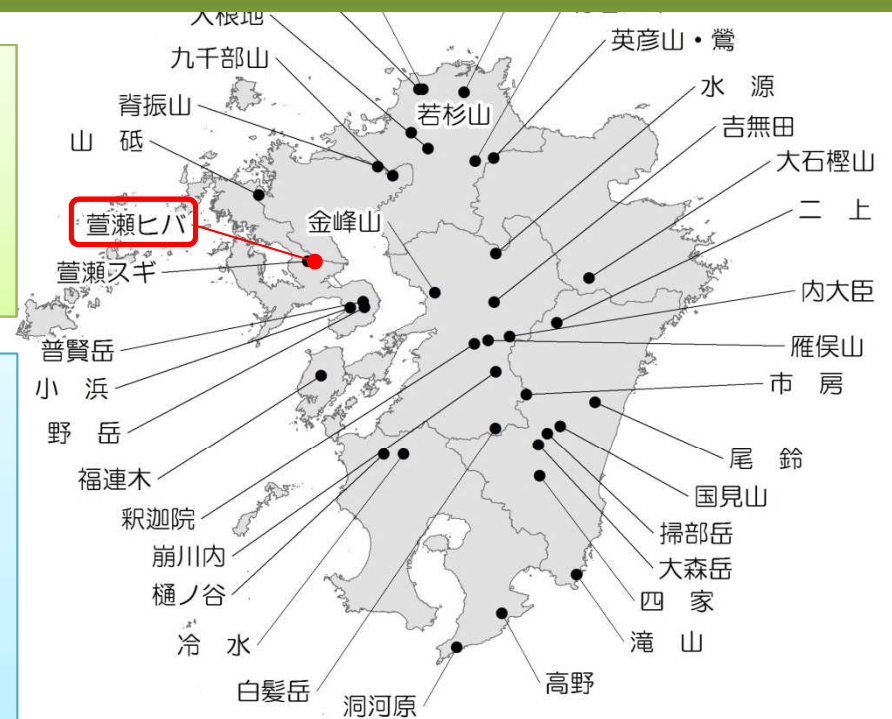 大根地
九千部山
脊振山
山 砥
萱瀬ヒバ
萱瀬スギ
普賢岳
小 浜
野 岳
福連木
釈迦院
崩川内
樋ノ谷
冷 水
白髪岳
洞河原
若杉山
金峰山
英彦山・鶯
水 源
吉無田
大石樫山
二 上
内大臣
雁俣山
市 房
尾 鈴
国見山
掃部岳
大森岳
四 家
滝 山
高野